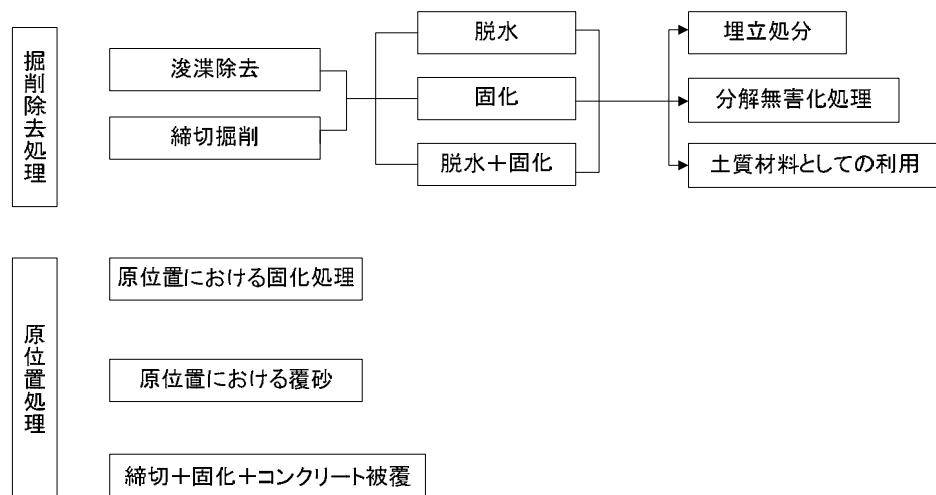 掘削除去処理
浚渫除去
締切掘削
脱水
固化
脱水＋固化
埋立処分
分解無害化処理
土質材料としての利用
原位置処理
原位置における固化処理
原位置における覆砂
締切＋固化＋コンクリート被覆